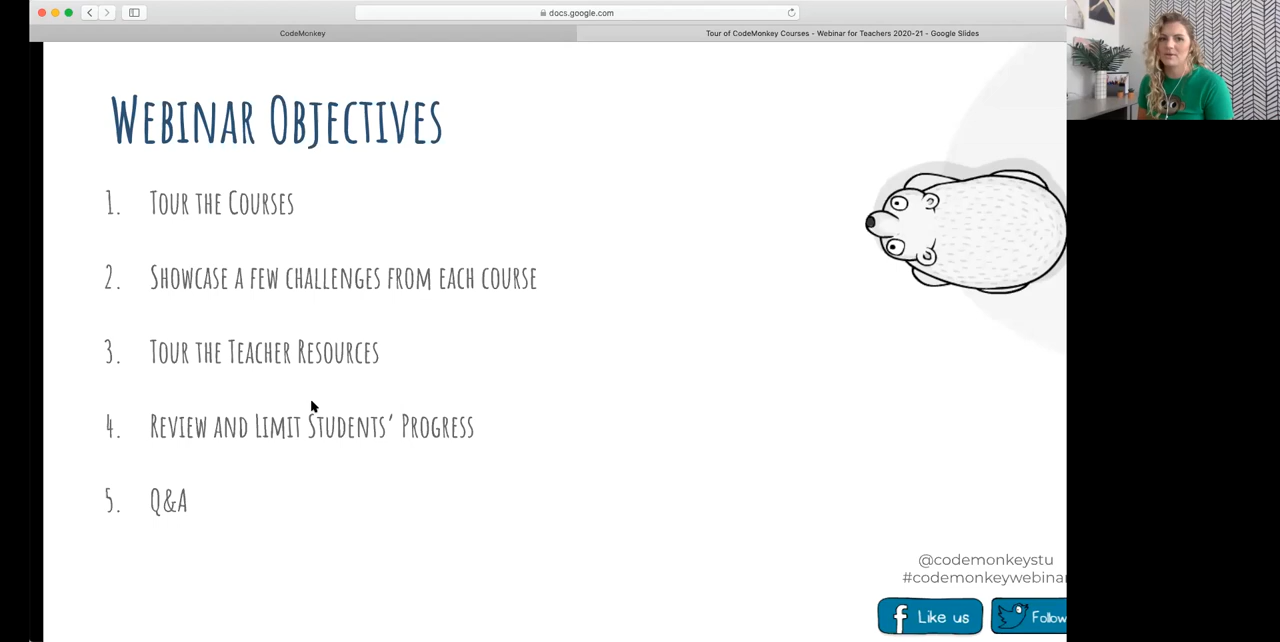 docs.google.com
CodeMonkey
Tour of CodeMonkey Courses - Webinar for Teachers 2020-21 - Google Slides
Webinar Objectives
1. Tour the Courses
2. Showcase a few challenges from each course
3. Tour the Teacher Resources
4. Review and Limit Students’ Progress
5. Q&A
@codemonkeystu
#codemonkeywebinar
f Like us
Follow